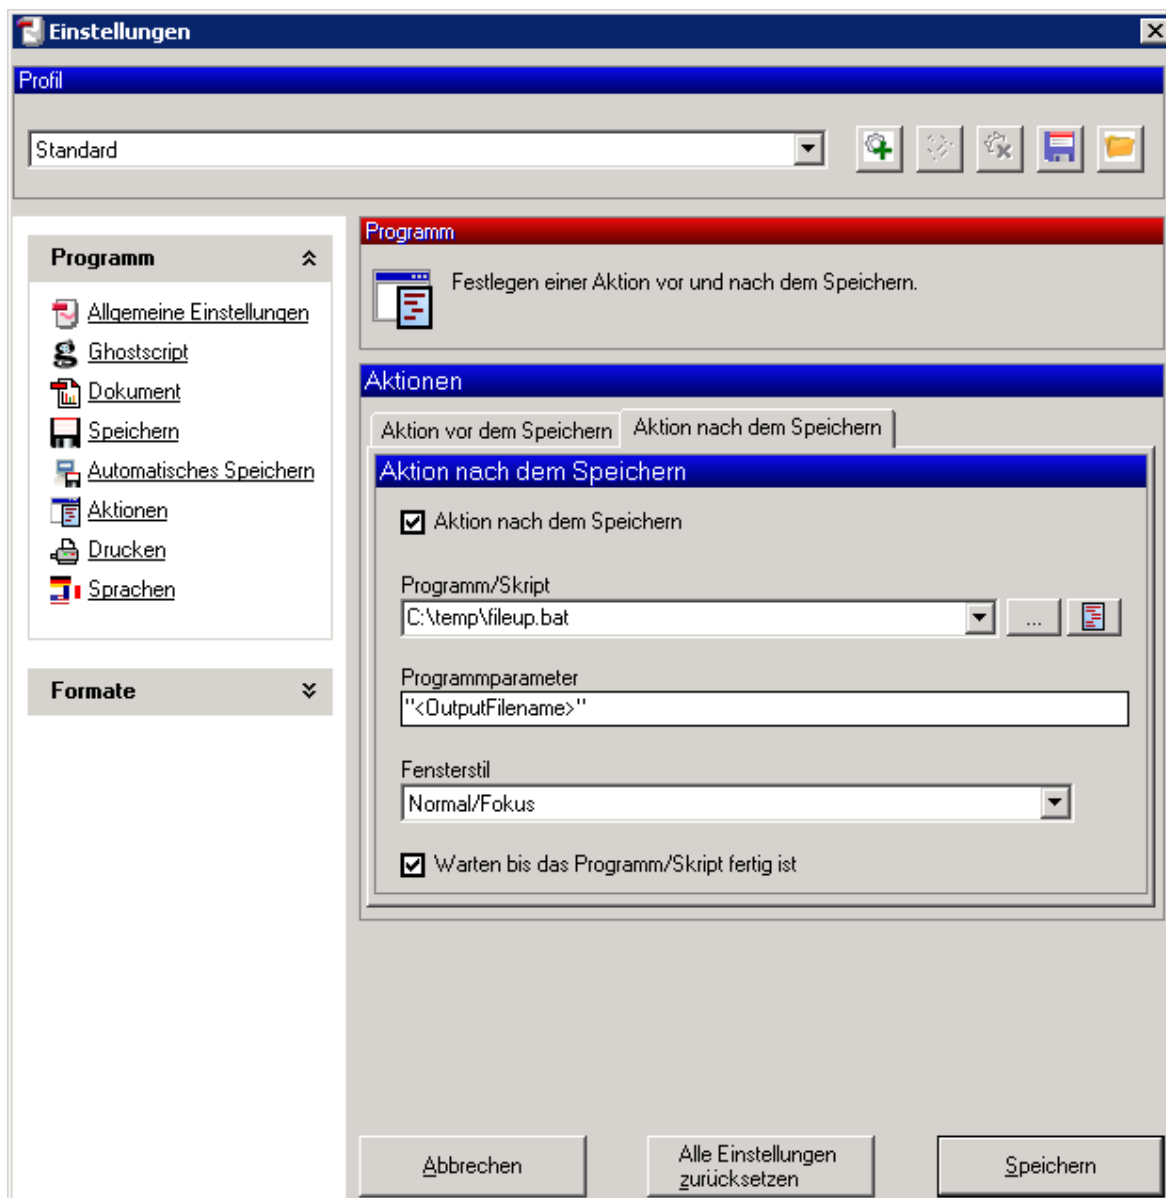 Einstellungen
Profil
Standard
Programm
Allgemeine Einstellungen
Ghostscript
Dokument
Speichern
Automatisches Speichern
Aktionen
Drucken
Sprachen
Formate
Programm
Festlegen einer Aktion vor und nach dem Speichern.
Aktionen
Aktion vor dem Speichern
Aktion nach dem Speichern
Aktion nach dem Speichern
Aktion nach dem Speichern
Programm/Skript
C:\temp\fileup.bat
...
Programmparameter
"<OutputFilename>"
Fensterstil
Normal/Fokus
Warten bis das Programm/Skript fertig ist
Abbrechen
Alle Einstellungen
zurücksetzen
Speichern